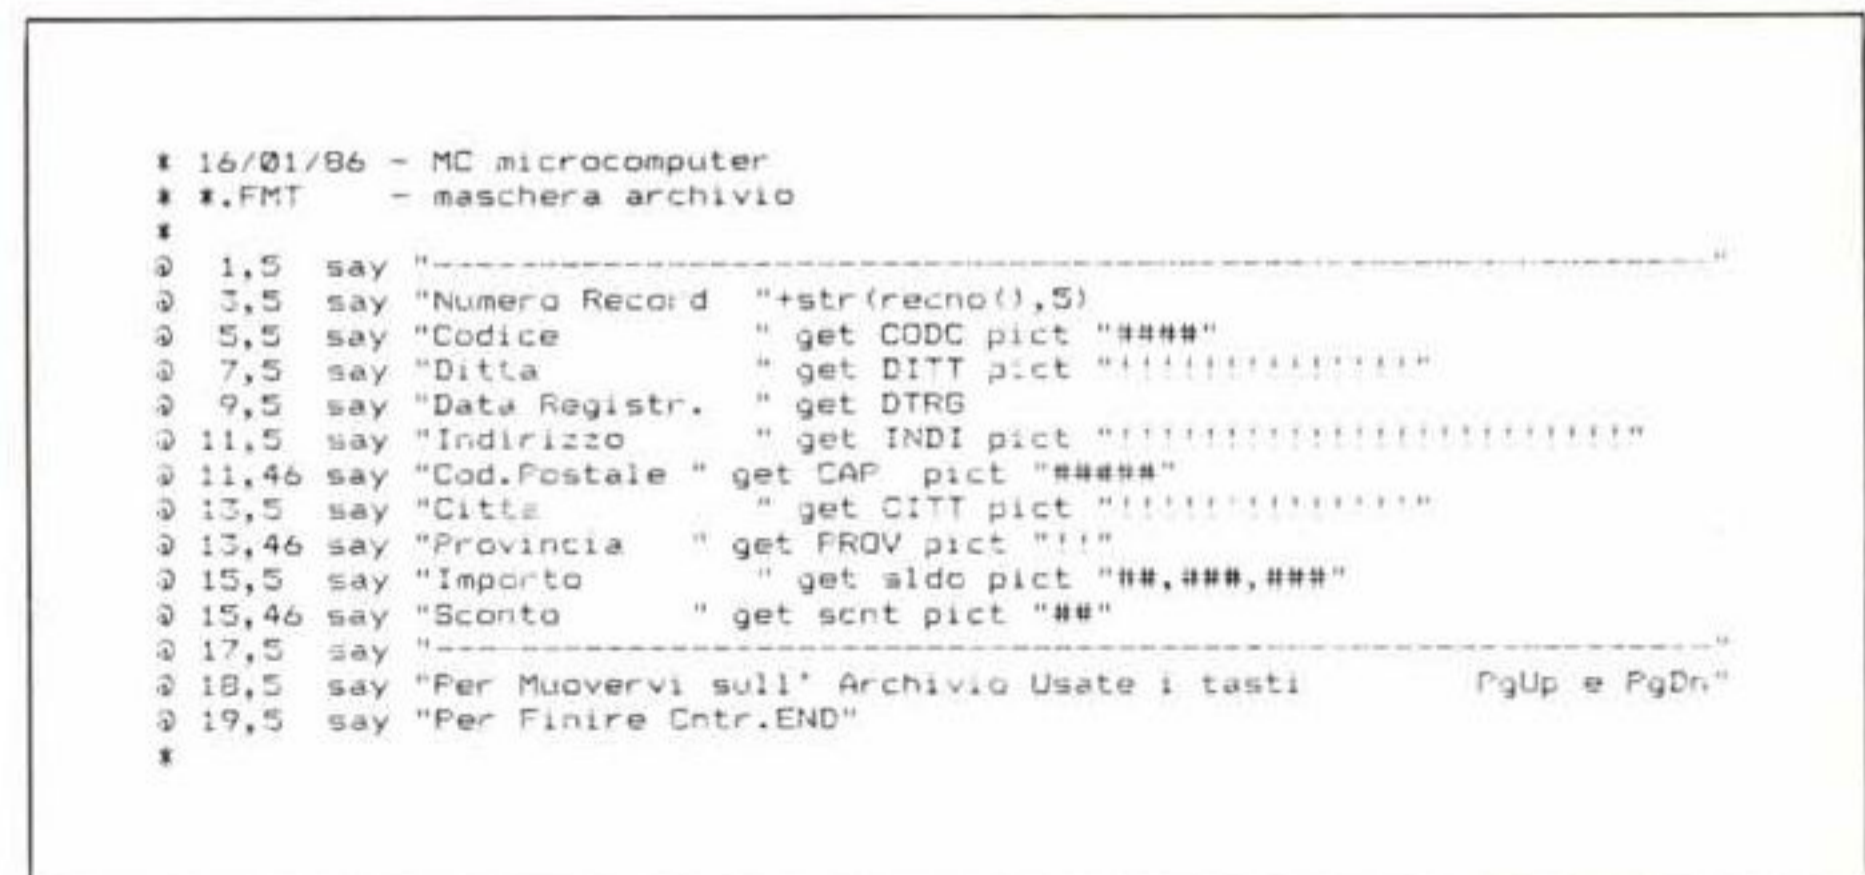 * 16/01/86 - MC microcomputer
* *.FMT    - maschera archivio
*
@  1,5  say "-------------------------------------------------------------"
@  3,5  say "Numero Record  "+str(recno(),5)
@  5,5  say "Codice         " get CODC pict "####"
@  7,5  say "Ditta          " get DITT pict "!!!!!!!!!!!!!!!"
@  9,5  say "Data Registr.  " get DTRG
@ 11,5  say "Indirizzo      " get INDI pict "!!!!!!!!!!!!!!!!!!!!!!!!!"
@ 11,46 say "Cod.Postale " get CAP  pict "#####"
@ 13,5  say "Citta          " get CITT pict "!!!!!!!!!!!!!!!"
@ 13,46 say "Provincia   " get PROV pict "!!"
@ 15,5  say "Importo        " get sldo pict "##,###,###"
@ 15,46 say "Sconto      " get scnt pict "##"
@ 17,5  say "-------------------------------------------------------------"
@ 18,5  say "Per Muovervi sull' Archivio Usate i tasti         PgUp e PgDn"
@ 19,5  say "Per Finire Cntr.END"
*